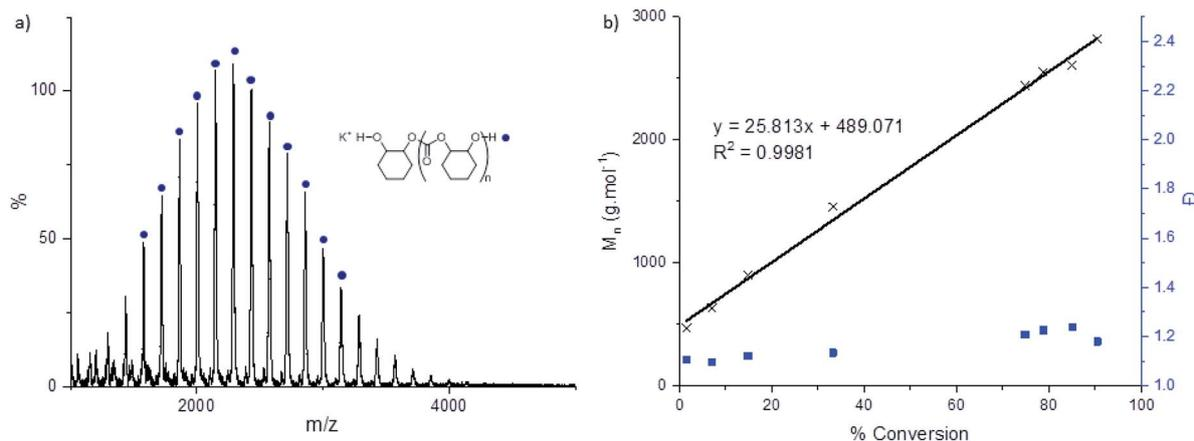 a)
100
50
0
%
2000
4000
m/z
K⁺ H–O
O
O
O
O–H
n
b)
3000
2000
1000
0
Mₙ (g.mol⁻¹)
y = 25.813x + 489.071
R² = 0.9981
2.4
2.2
2.0
1.8
1.6
1.4
1.2
1.0
Đ
0
20
40
60
80
100
% Conversion